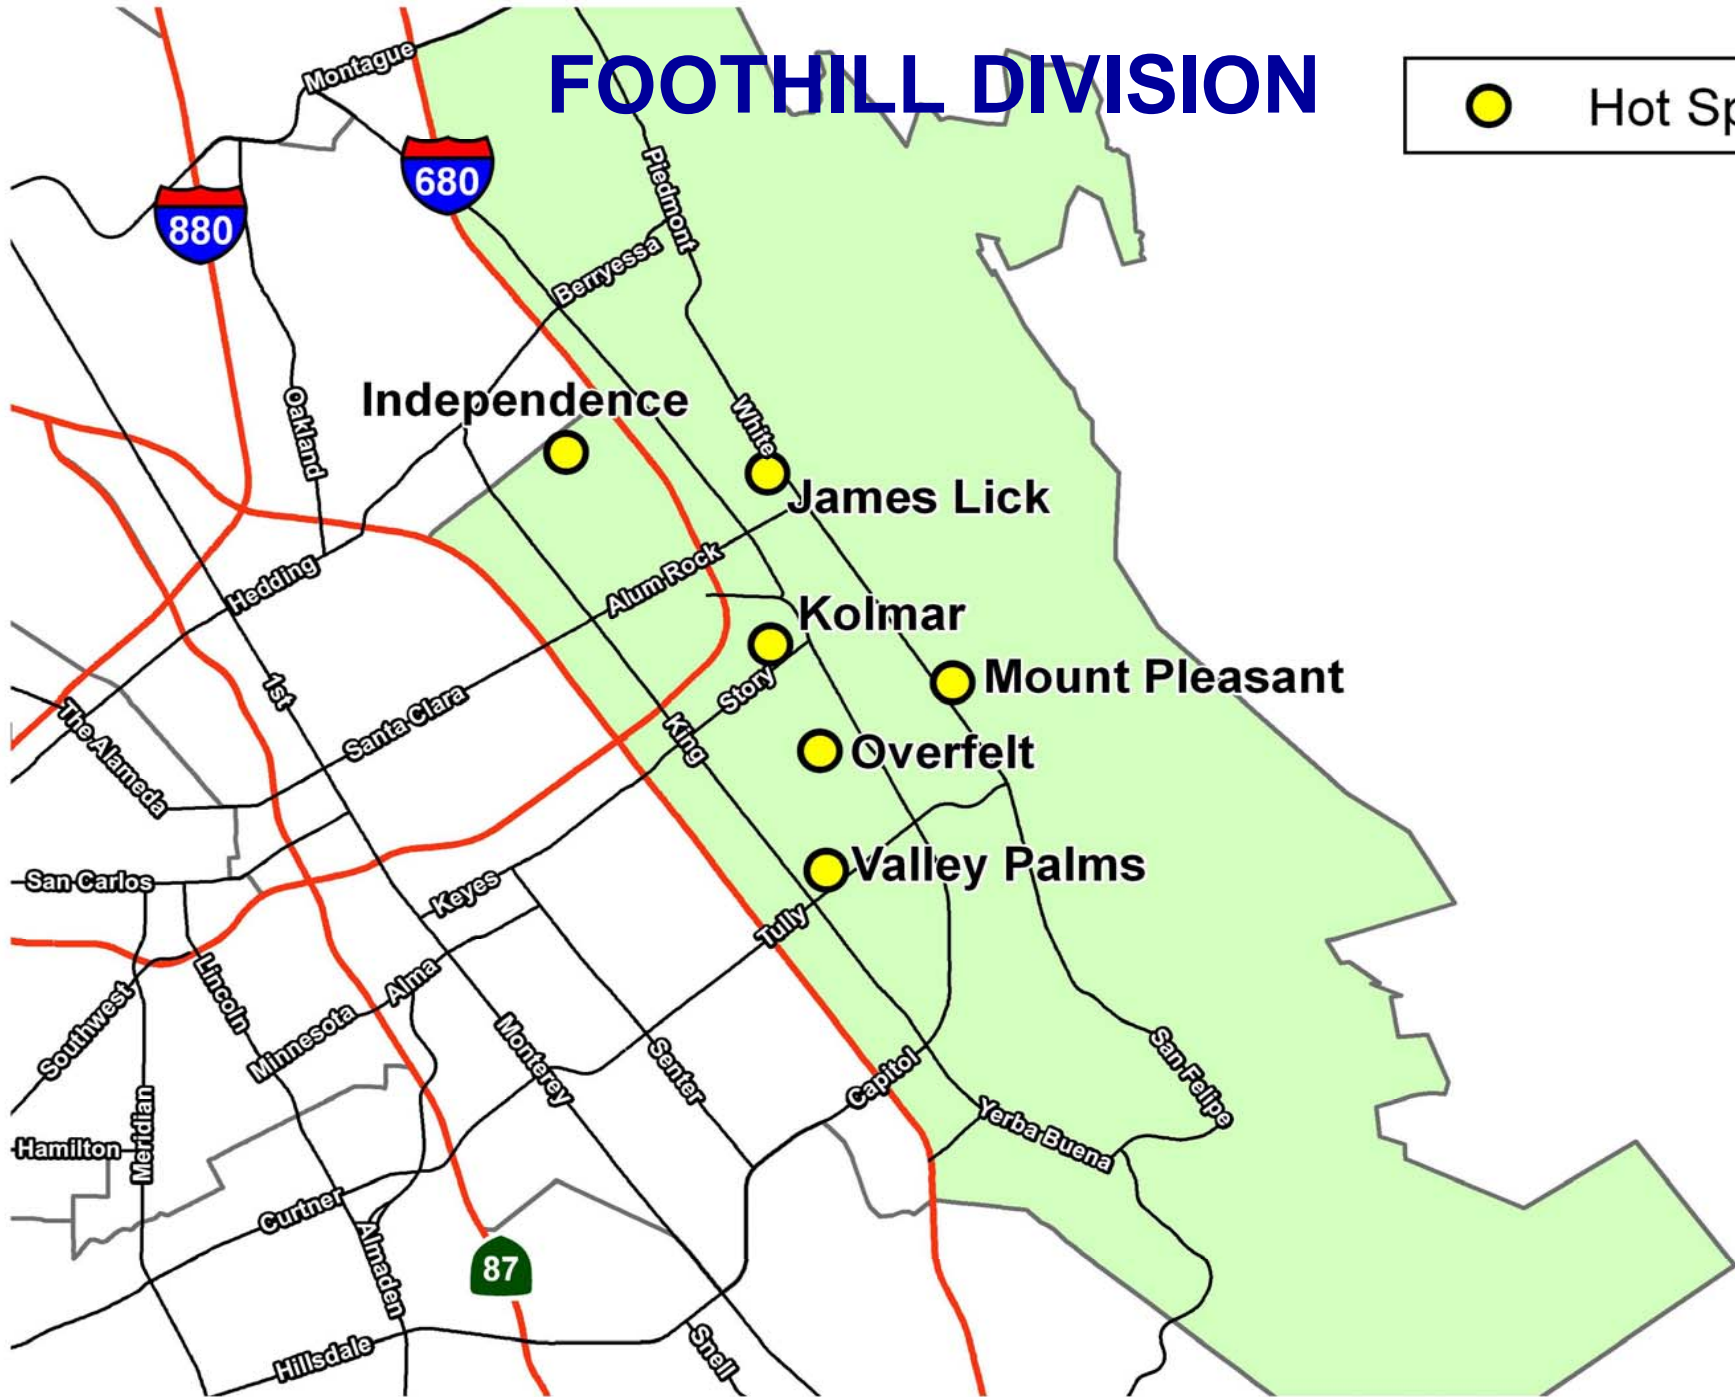 FOOTHILL DIVISION
Hot Sp
Montague
680
880
Piedmont
Berryessa
Independence
Oakland
White
James Lick
Hedding
Alum Rock
Kolmar
1st
Story
Mount Pleasant
The Alameda
Santa Clara
King
Overfelt
San Carlos
Keyes
Valley Palms
Tully
Lincoln
Alma
Southwest
Minnesota
Monterey
Senter
Capitol
San Felipe
Hamilton
Meridian
Yerba Buena
Curtner
Almaden
87
Hillsdale
Snell